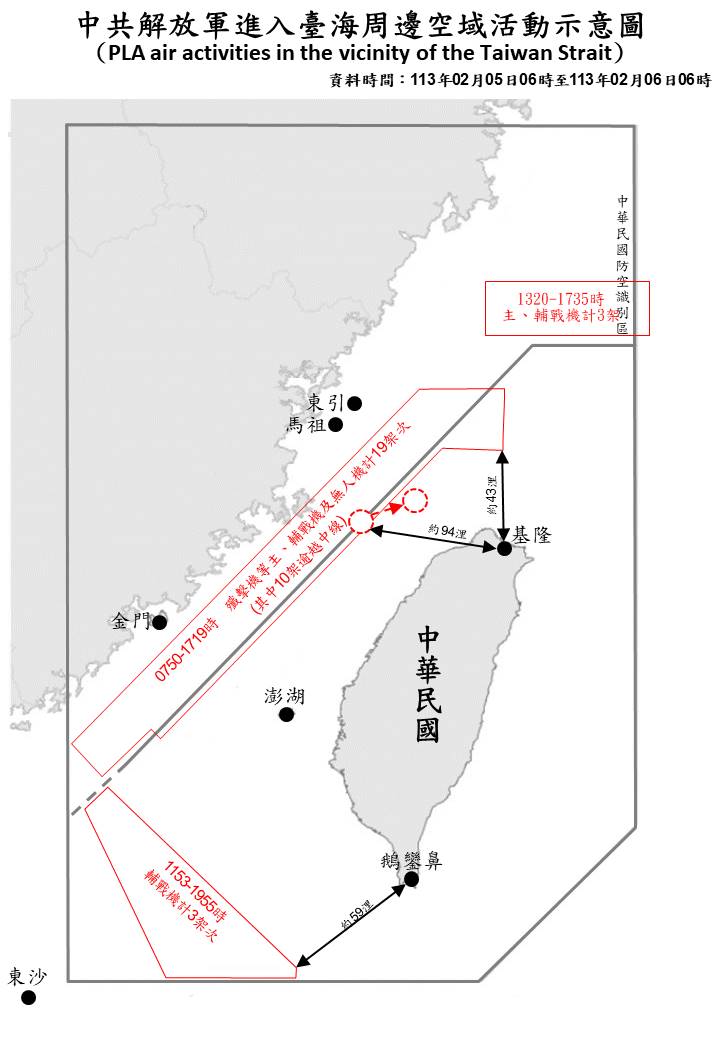 中共解放軍進入臺海周邊空域活動示意圖
（PLA air activities in the vicinity of the Taiwan Strait）
資料時間：113年02月05日06時至113年02月06日06時
中華民國防空識別區
1320-1735時
主、輔戰機計3架
東引
馬祖
0750-1719時 殲擊機等主、輔戰機及無人機計19架次
(其中10架逾越中線)
約43浬
約94浬
基隆
金門
中華民國
澎湖
鵝鑾鼻
1153-1955時
輔戰機計3架次
約59浬
東沙